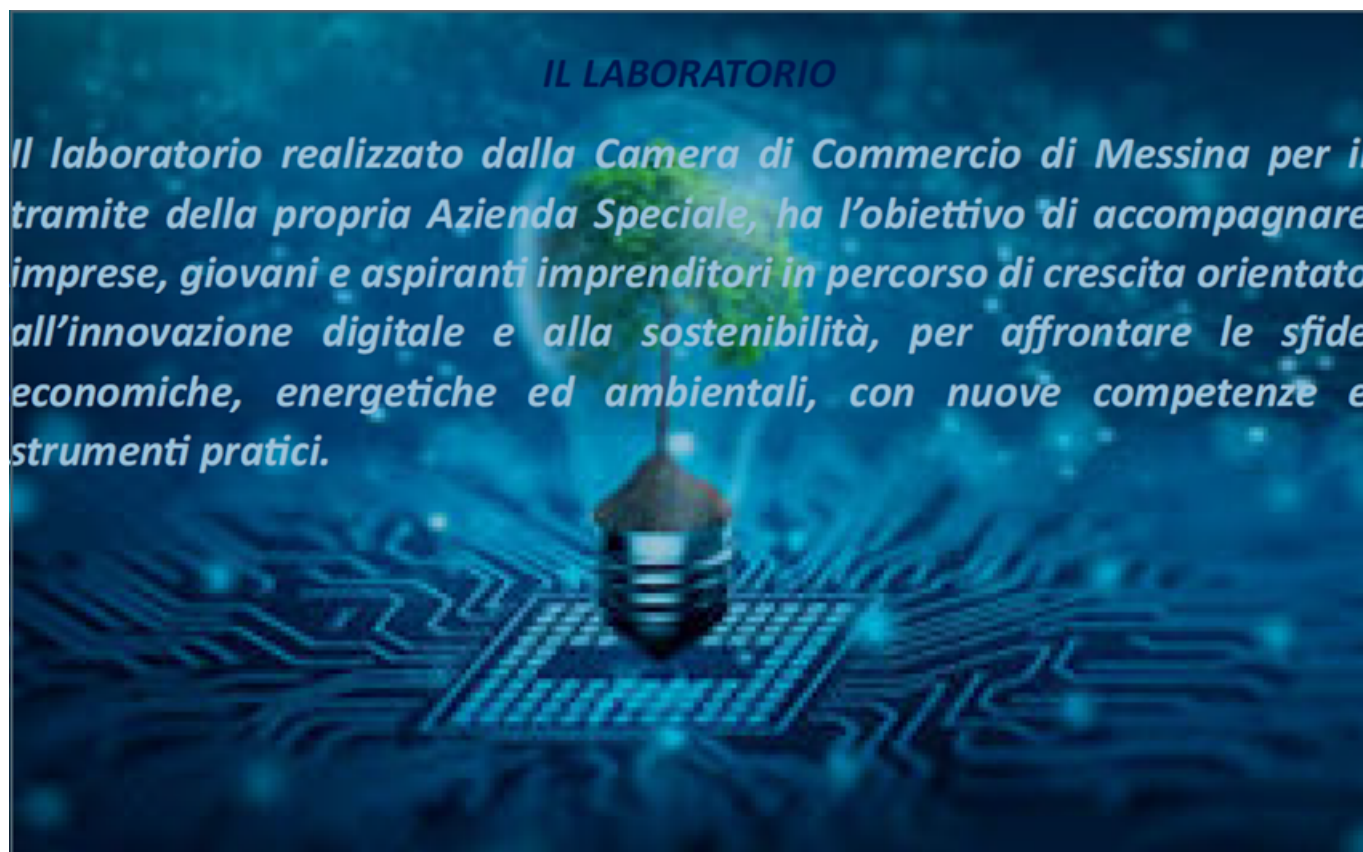 IL LABORATORIO
Il laboratorio realizzato dalla Camera di Commercio di Messina per il
tramite della propria Azienda Speciale, ha l’obiettivo di accompagnare
imprese, giovani e aspiranti imprenditori in percorso di crescita orientato
all’innovazione digitale e alla sostenibilità, per affrontare le sfide
economiche, energetiche ed ambientali, con nuove competenze e
strumenti pratici.